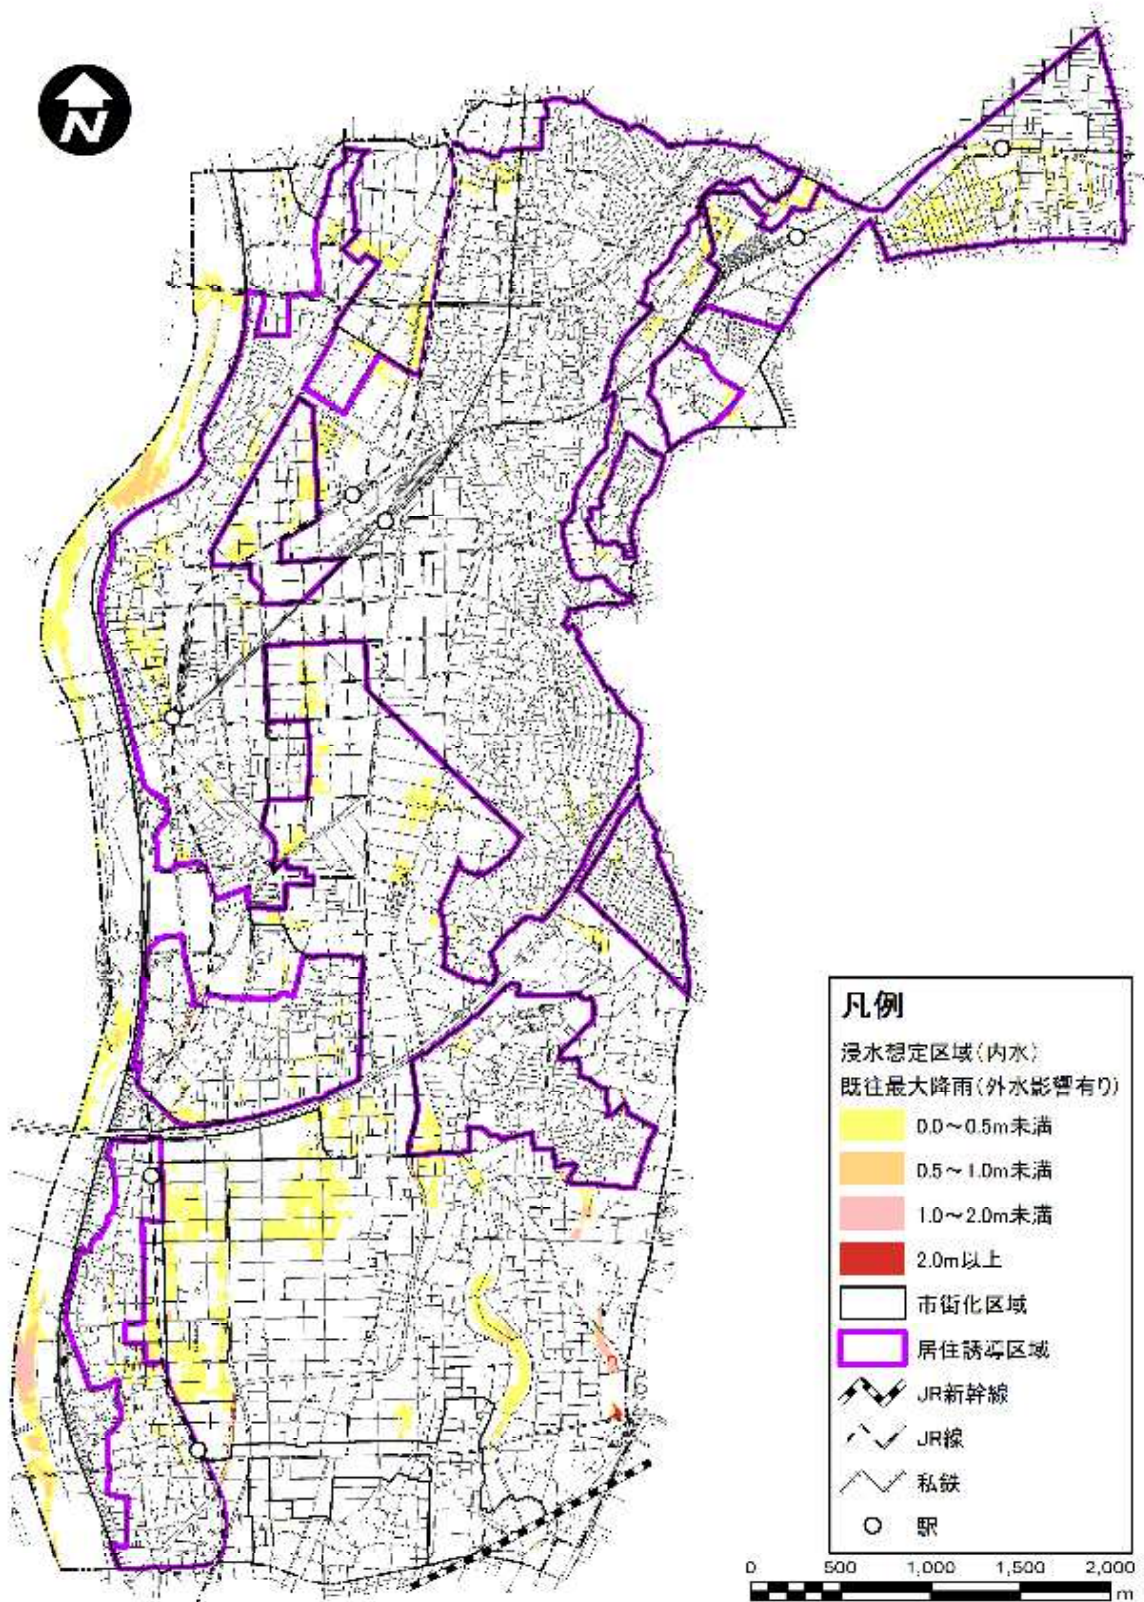 N
凡例
浸水想定区域(内水)
既往最大降雨(外水影響有り)
0.0～0.5m未満
0.5～1.0m未満
1.0～2.0m未満
2.0m以上
市街化区域
居住誘導区域
JR新幹線
JR線
私鉄
駅
0 500 1,000 1,500 2,000
m